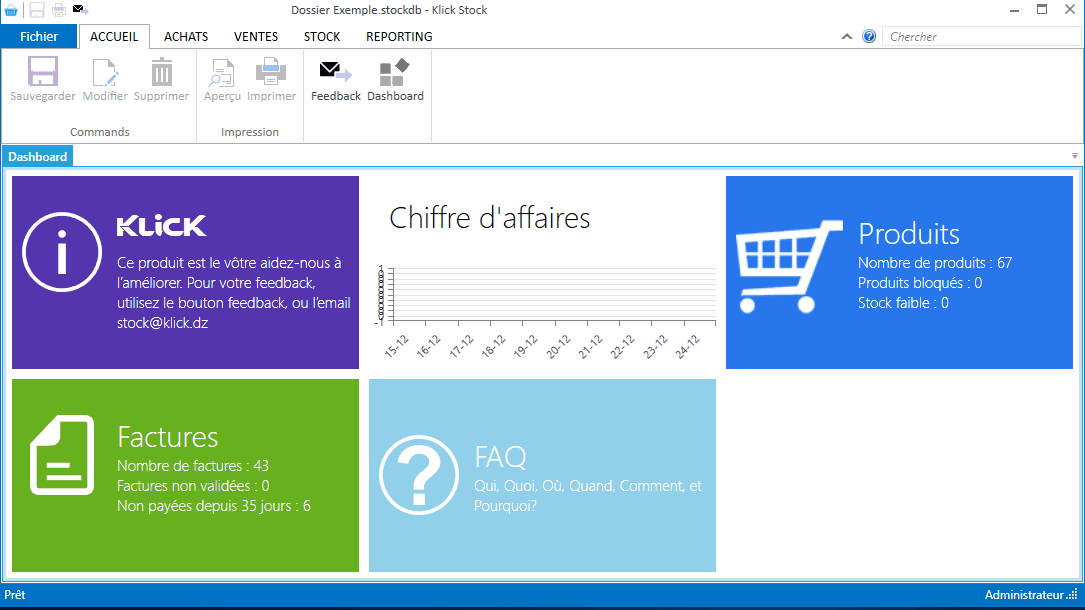 Dossier Exemple.stockdb - Klick Stock
Fichier ACCUEIL ACHATS VENTES STOCK REPORTING Chercher
Sauvegarder Modifier Supprimer Aperçu Imprimer Feedback Dashboard
Commands Impression
Dashboard
KLiCK
Ce produit est le vôtre aidez-nous à
l'améliorer. Pour votre feedback,
utilisez le bouton feedback, ou l'email
stock@klick.dz
Chiffre d'affaires
1
0
-1
15-12 16-12 17-12 18-12 19-12 20-12 21-12 22-12 23-12 24-12
Produits
Nombre de produits : 67
Produits bloqués : 0
Stock faible : 0
Factures
Nombre de factures : 43
Factures non validées : 0
Non payées depuis 35 jours : 6
FAQ
Qui, Quoi, Où, Quand, Comment, et
Pourquoi?
Prêt Administrateur